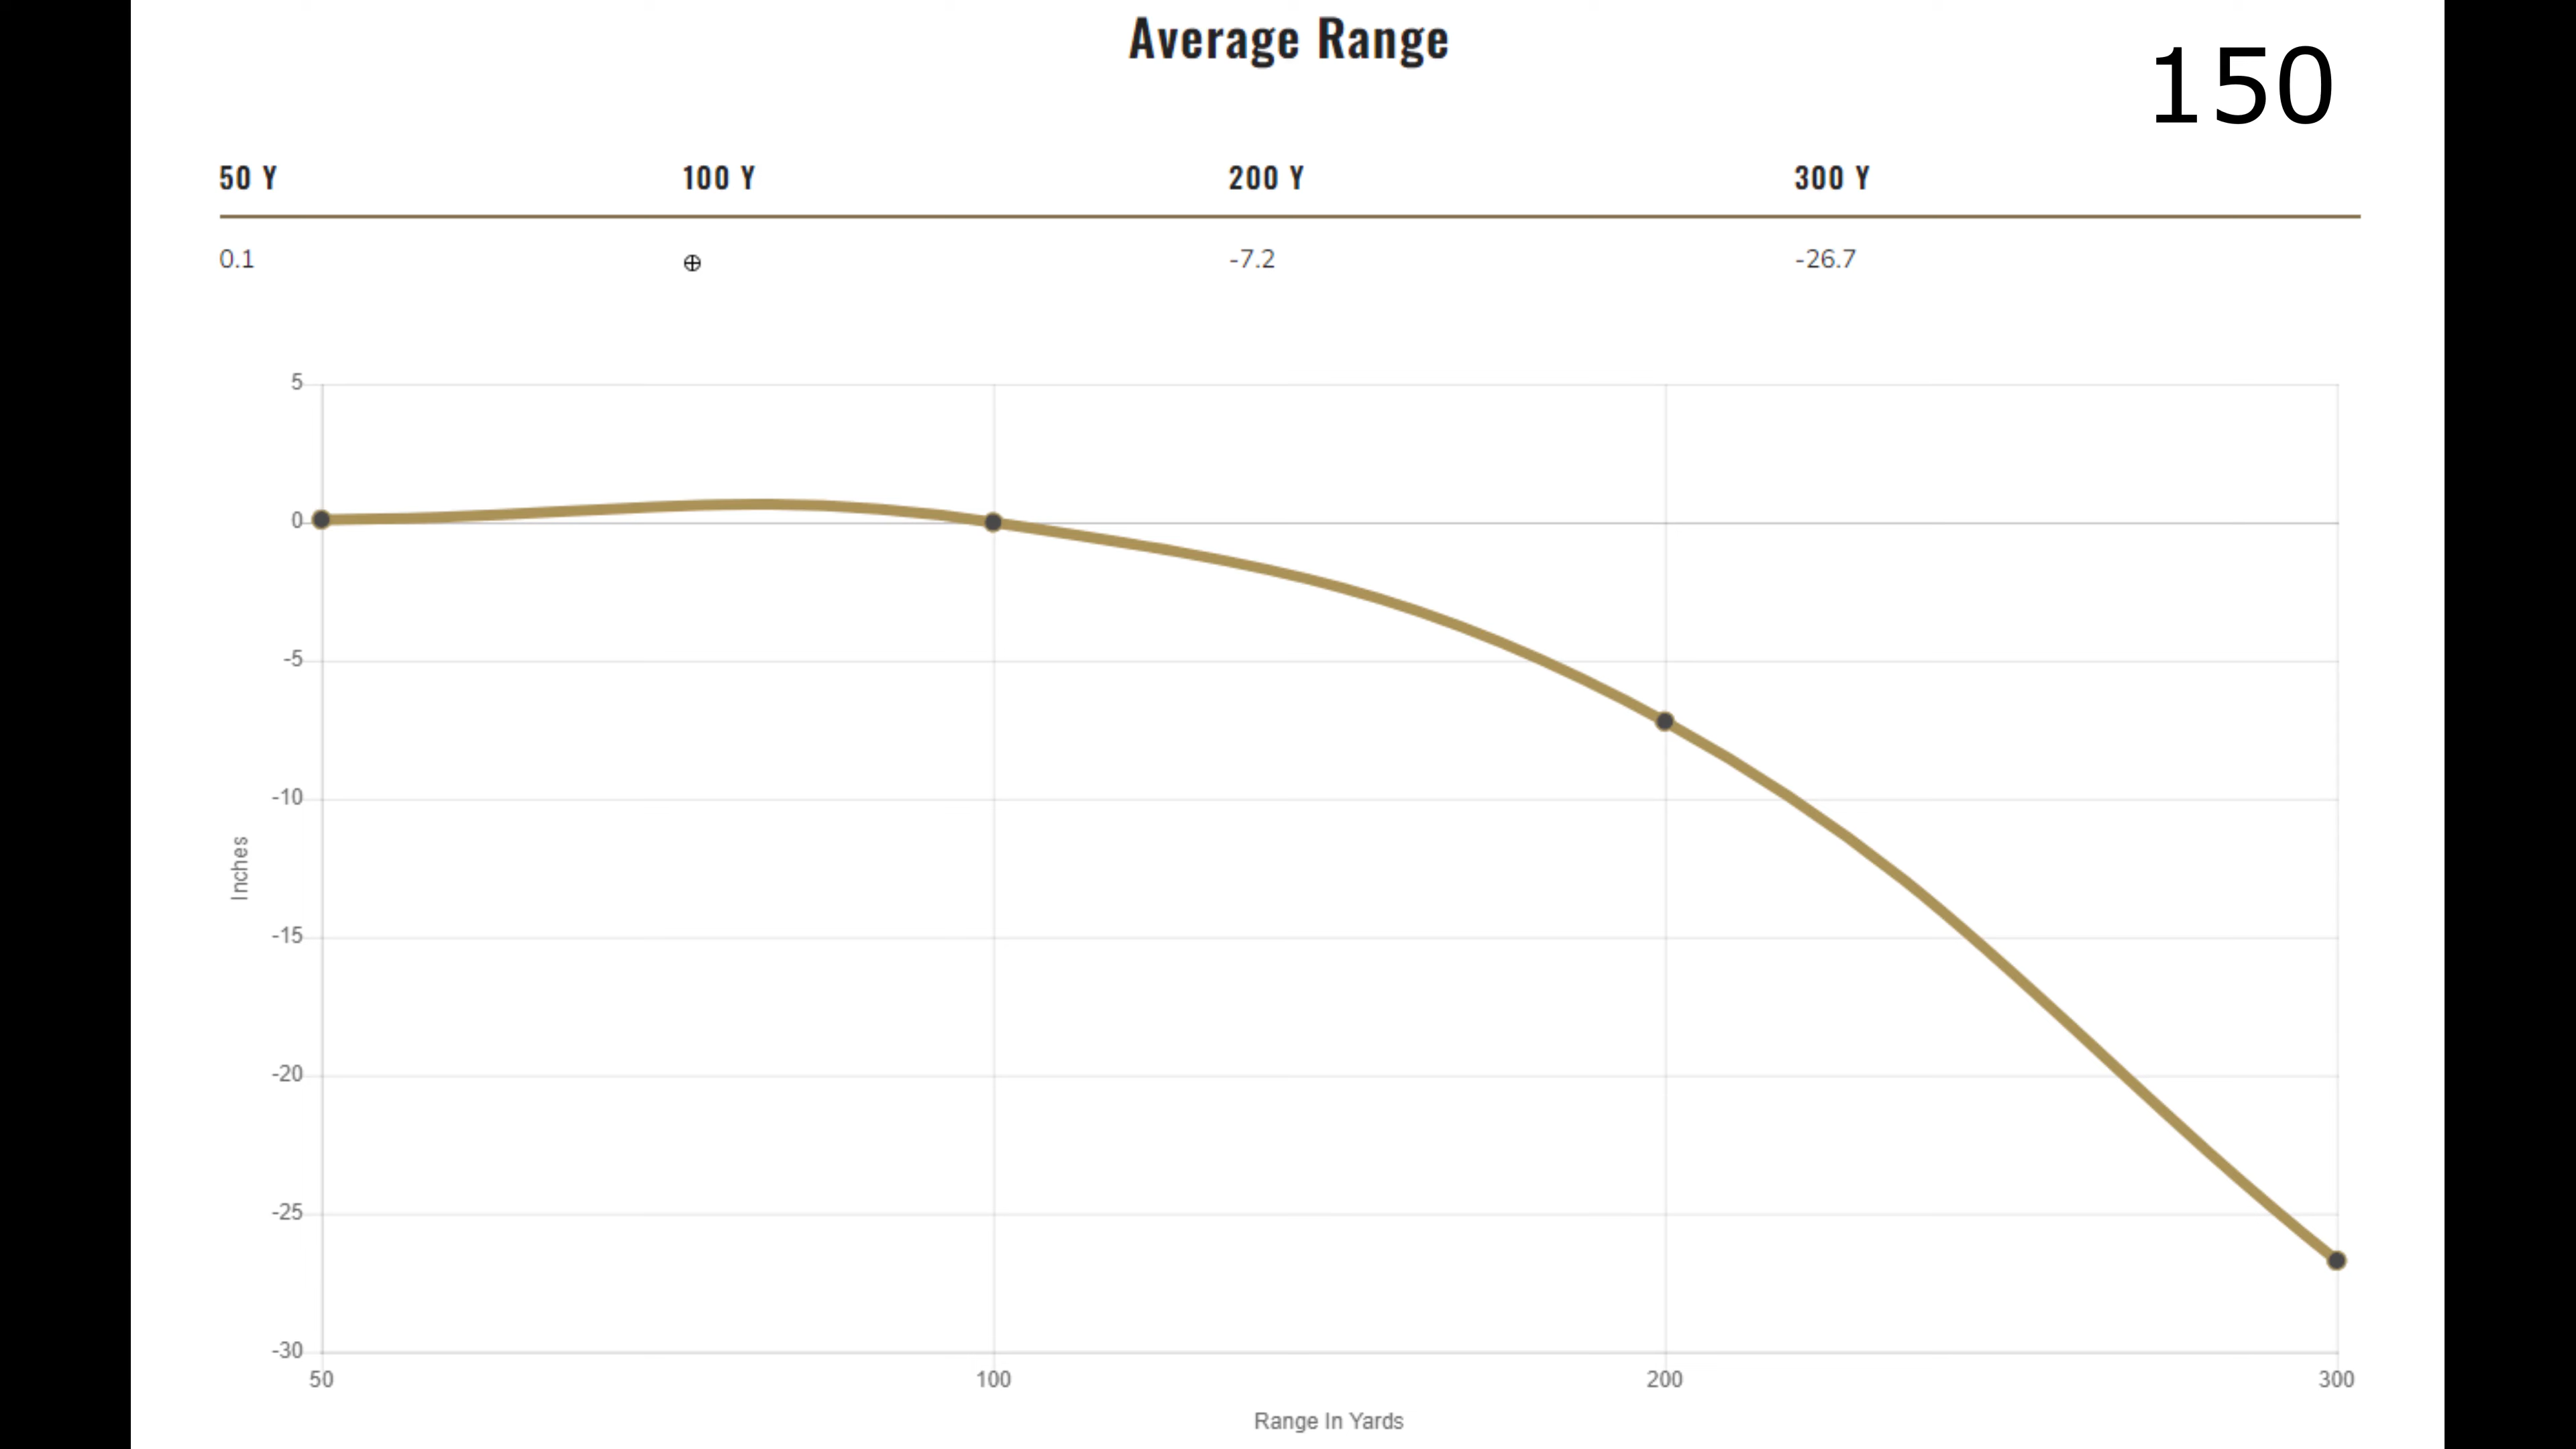 Average Range
150
50 Y 100 Y 200 Y 300 Y
0.1 ⊕ -7.2 -26.7
5
0
-5
-10
Inches
-15
-20
-25
-30
50 100 200 300
Range In Yards